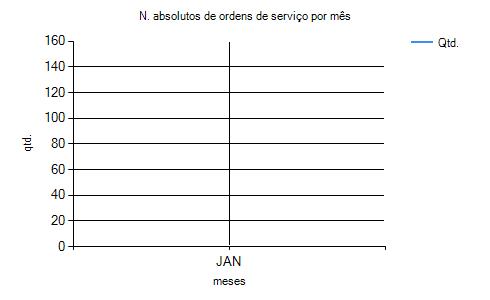 N. absolutos de ordens de serviço por mês
Qtd.
160
140
120
100
80
60
40
20
0
qtd.
JAN
meses